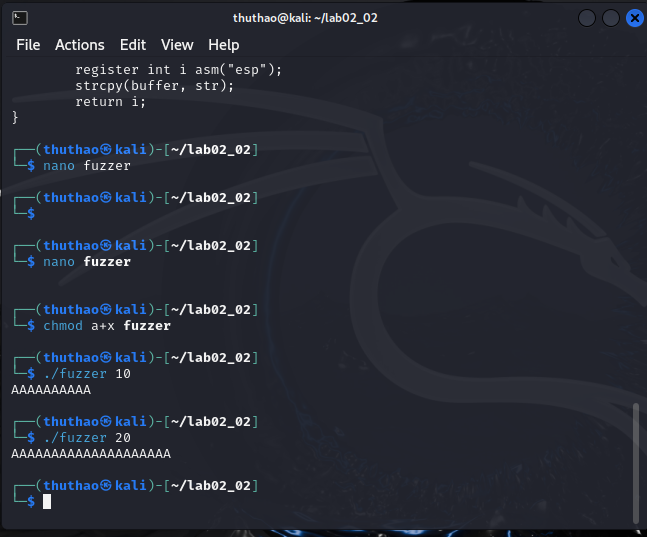 thuthao@kali: ~/lab02_02
File Actions Edit View Help
register int i asm("esp");
strcpy(buffer, str);
return i;
}
┌──(thuthao㉿kali)-[~/lab02_02]
└─$ nano fuzzer
┌──(thuthao㉿kali)-[~/lab02_02]
└─$
┌──(thuthao㉿kali)-[~/lab02_02]
└─$ nano fuzzer
┌──(thuthao㉿kali)-[~/lab02_02]
└─$ chmod a+x fuzzer
┌──(thuthao㉿kali)-[~/lab02_02]
└─$ ./fuzzer 10
AAAAAAAAAA
┌──(thuthao㉿kali)-[~/lab02_02]
└─$ ./fuzzer 20
AAAAAAAAAAAAAAAAAAAA
┌──(thuthao㉿kali)-[~/lab02_02]
└─$